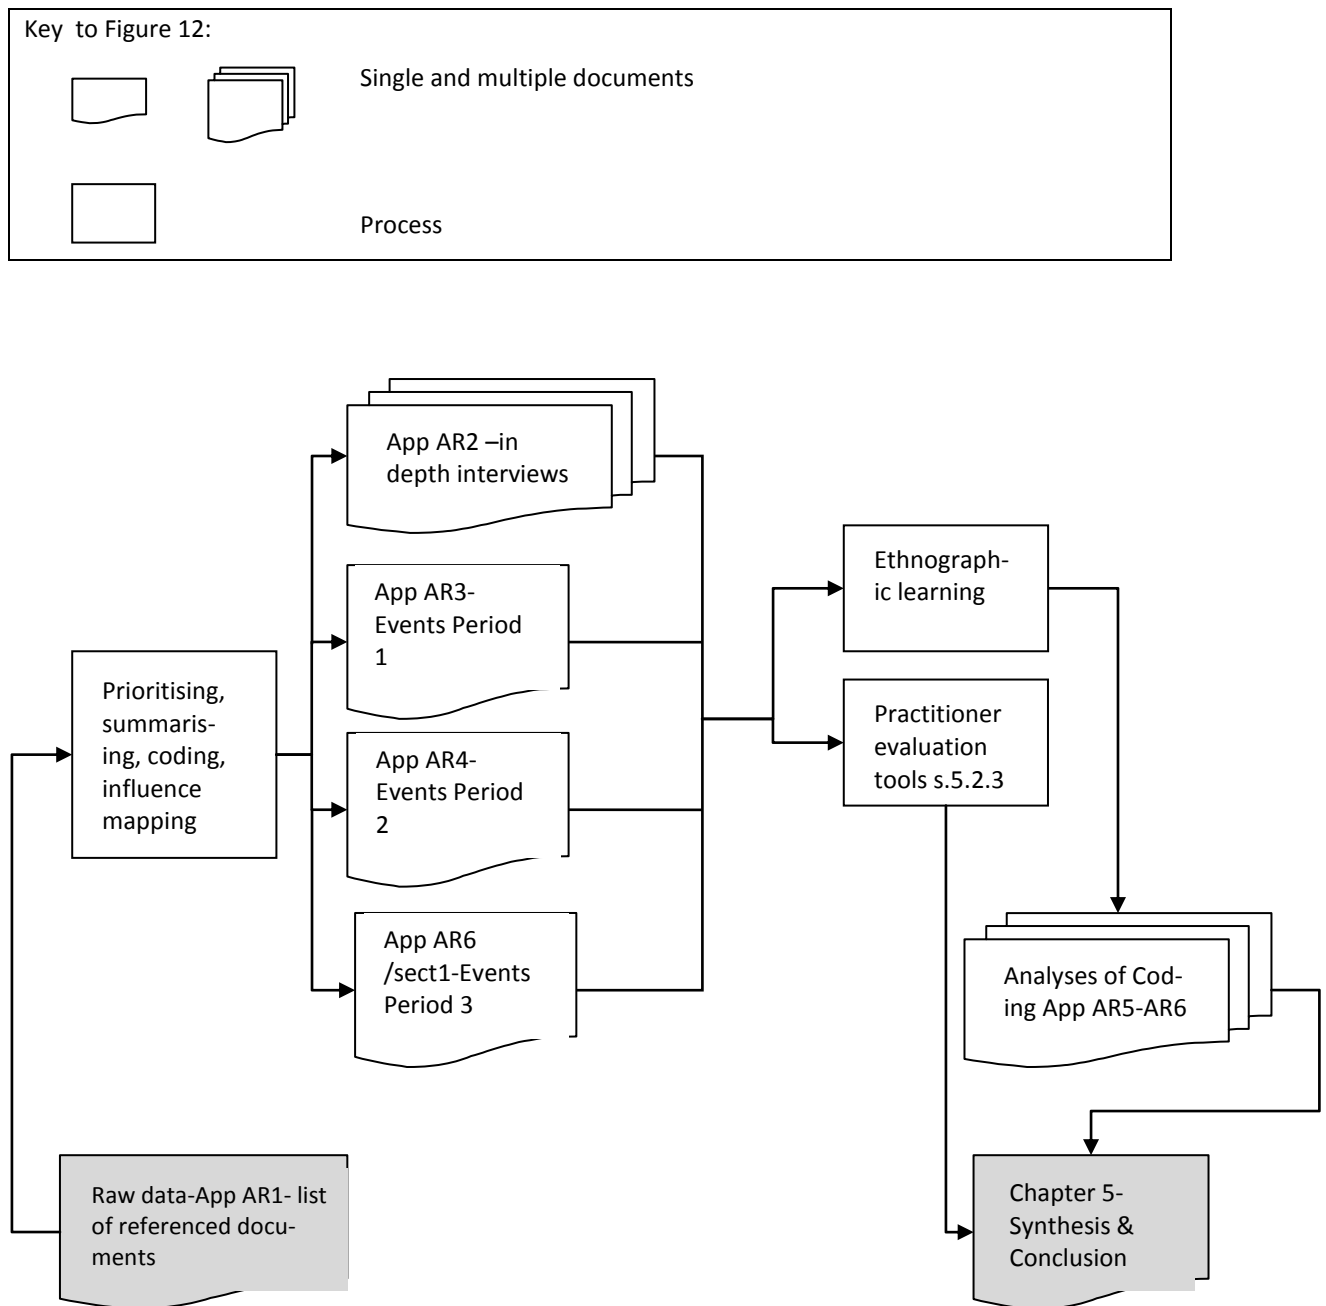 Key to Figure 12:
Single and multiple documents
Process
App AR2 –in
depth interviews
App AR3-
Events Period
1
App AR4-
Events Period
2
App AR6
/sect1-Events
Period 3
Prioritising,
summaris-
ing, coding,
influence
mapping
Raw data-App AR1- list
of referenced docu-
ments
Ethnograph-
ic learning
Practitioner
evaluation
tools s.5.2.3
Analyses of Cod-
ing App AR5-AR6
Chapter 5-
Synthesis &
Conclusion